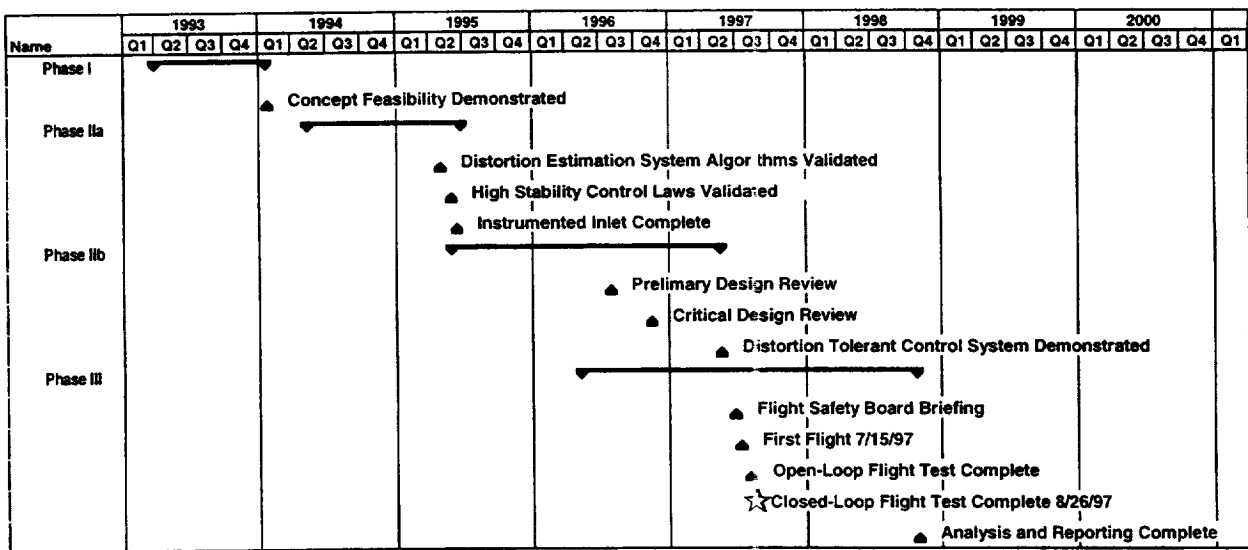 1993 1994 1995 1996 1997 1998 1999 2000
Name Q1 Q2 Q3 Q4 Q1 Q2 Q3 Q4 Q1 Q2 Q3 Q4 Q1 Q2 Q3 Q4 Q1 Q2 Q3 Q4 Q1 Q2 Q3 Q4 Q1 Q2 Q3 Q4 Q1 Q2 Q3 Q4 Q1
Phase I
Concept Feasibility Demonstrated
Phase IIa
Distortion Estimation System Algor thms Validated
High Stability Control Laws Validated
Instrumented Inlet Complete
Phase IIb
Prelimary Design Review
Critical Design Review
Distortion Tolerant Control System Demonstrated
Phase III
Flight Safety Board Briefing
First Flight 7/15/97
Open-Loop Flight Test Complete
Closed-Loop Flight Test Complete 8/26/97
Analysis and Reporting Complete